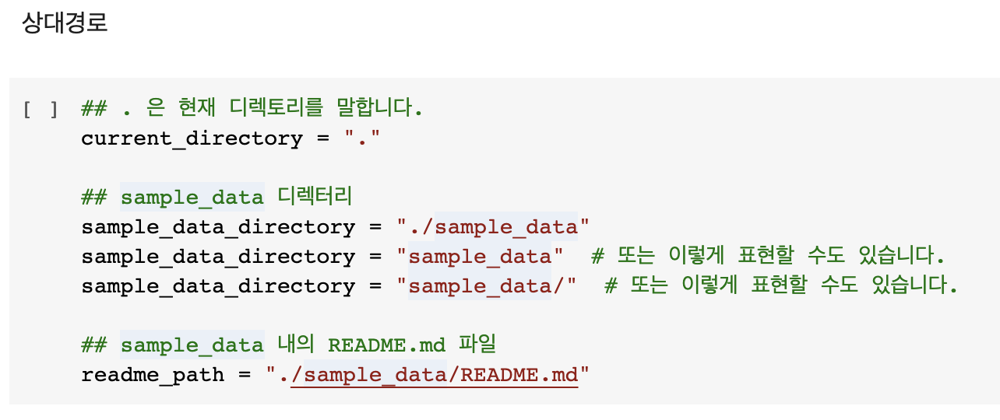 상대경로
[ ] ## . 은 현재 디렉토리를 말합니다.
current_directory = "."
## sample_data 디렉터리
sample_data_directory = "./sample_data"
sample_data_directory = "sample_data"  # 또는 이렇게 표현할 수도 있습니다.
sample_data_directory = "sample_data/"  # 또는 이렇게 표현할 수도 있습니다.
## sample_data 내의 README.md 파일
readme_path = "./sample_data/README.md"